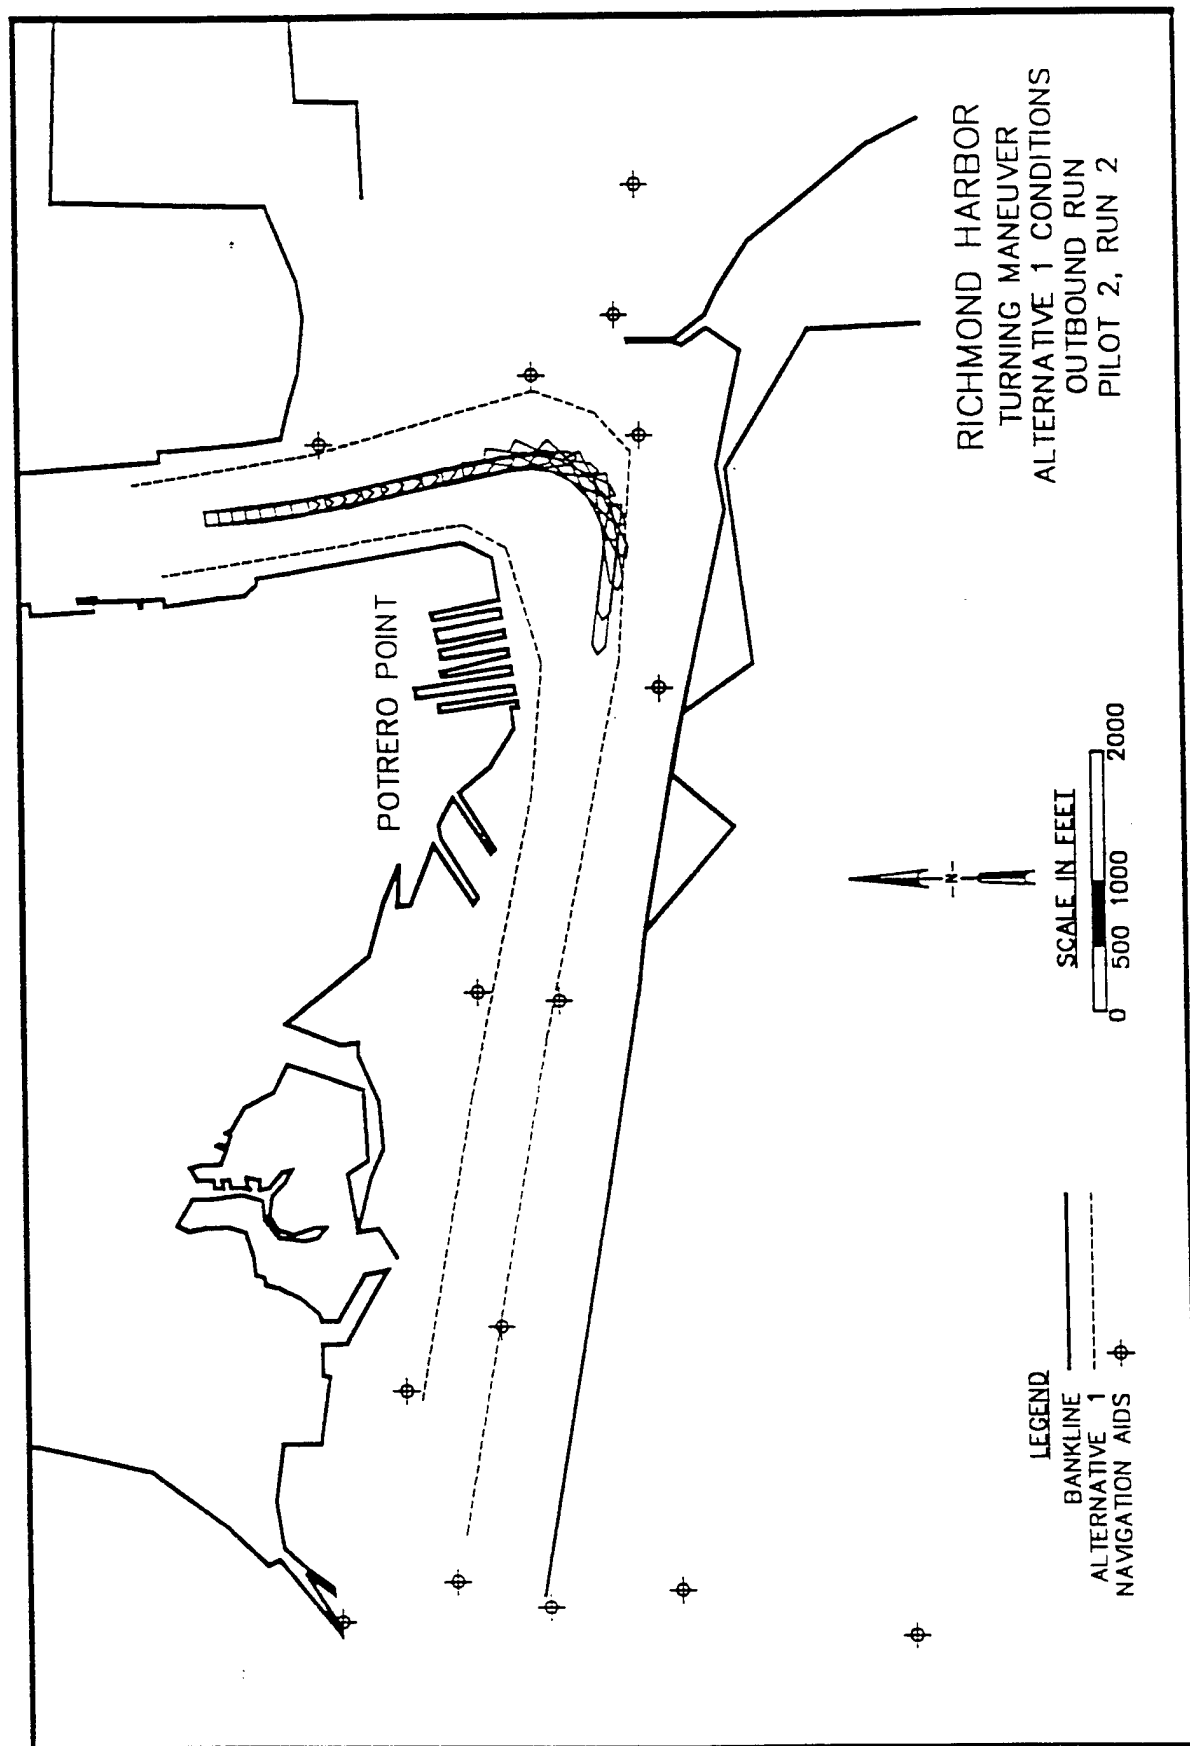 POTRERO POINT
RICHMOND HARBOR
TURNING MANEUVER
ALTERNATIVE 1 CONDITIONS
OUTBOUND RUN
PILOT 2, RUN 2
-N-
SCALE IN FEET
0 500 1000 2000
LEGEND
BANKLINE
ALTERNATIVE 1
NAVIGATION AIDS